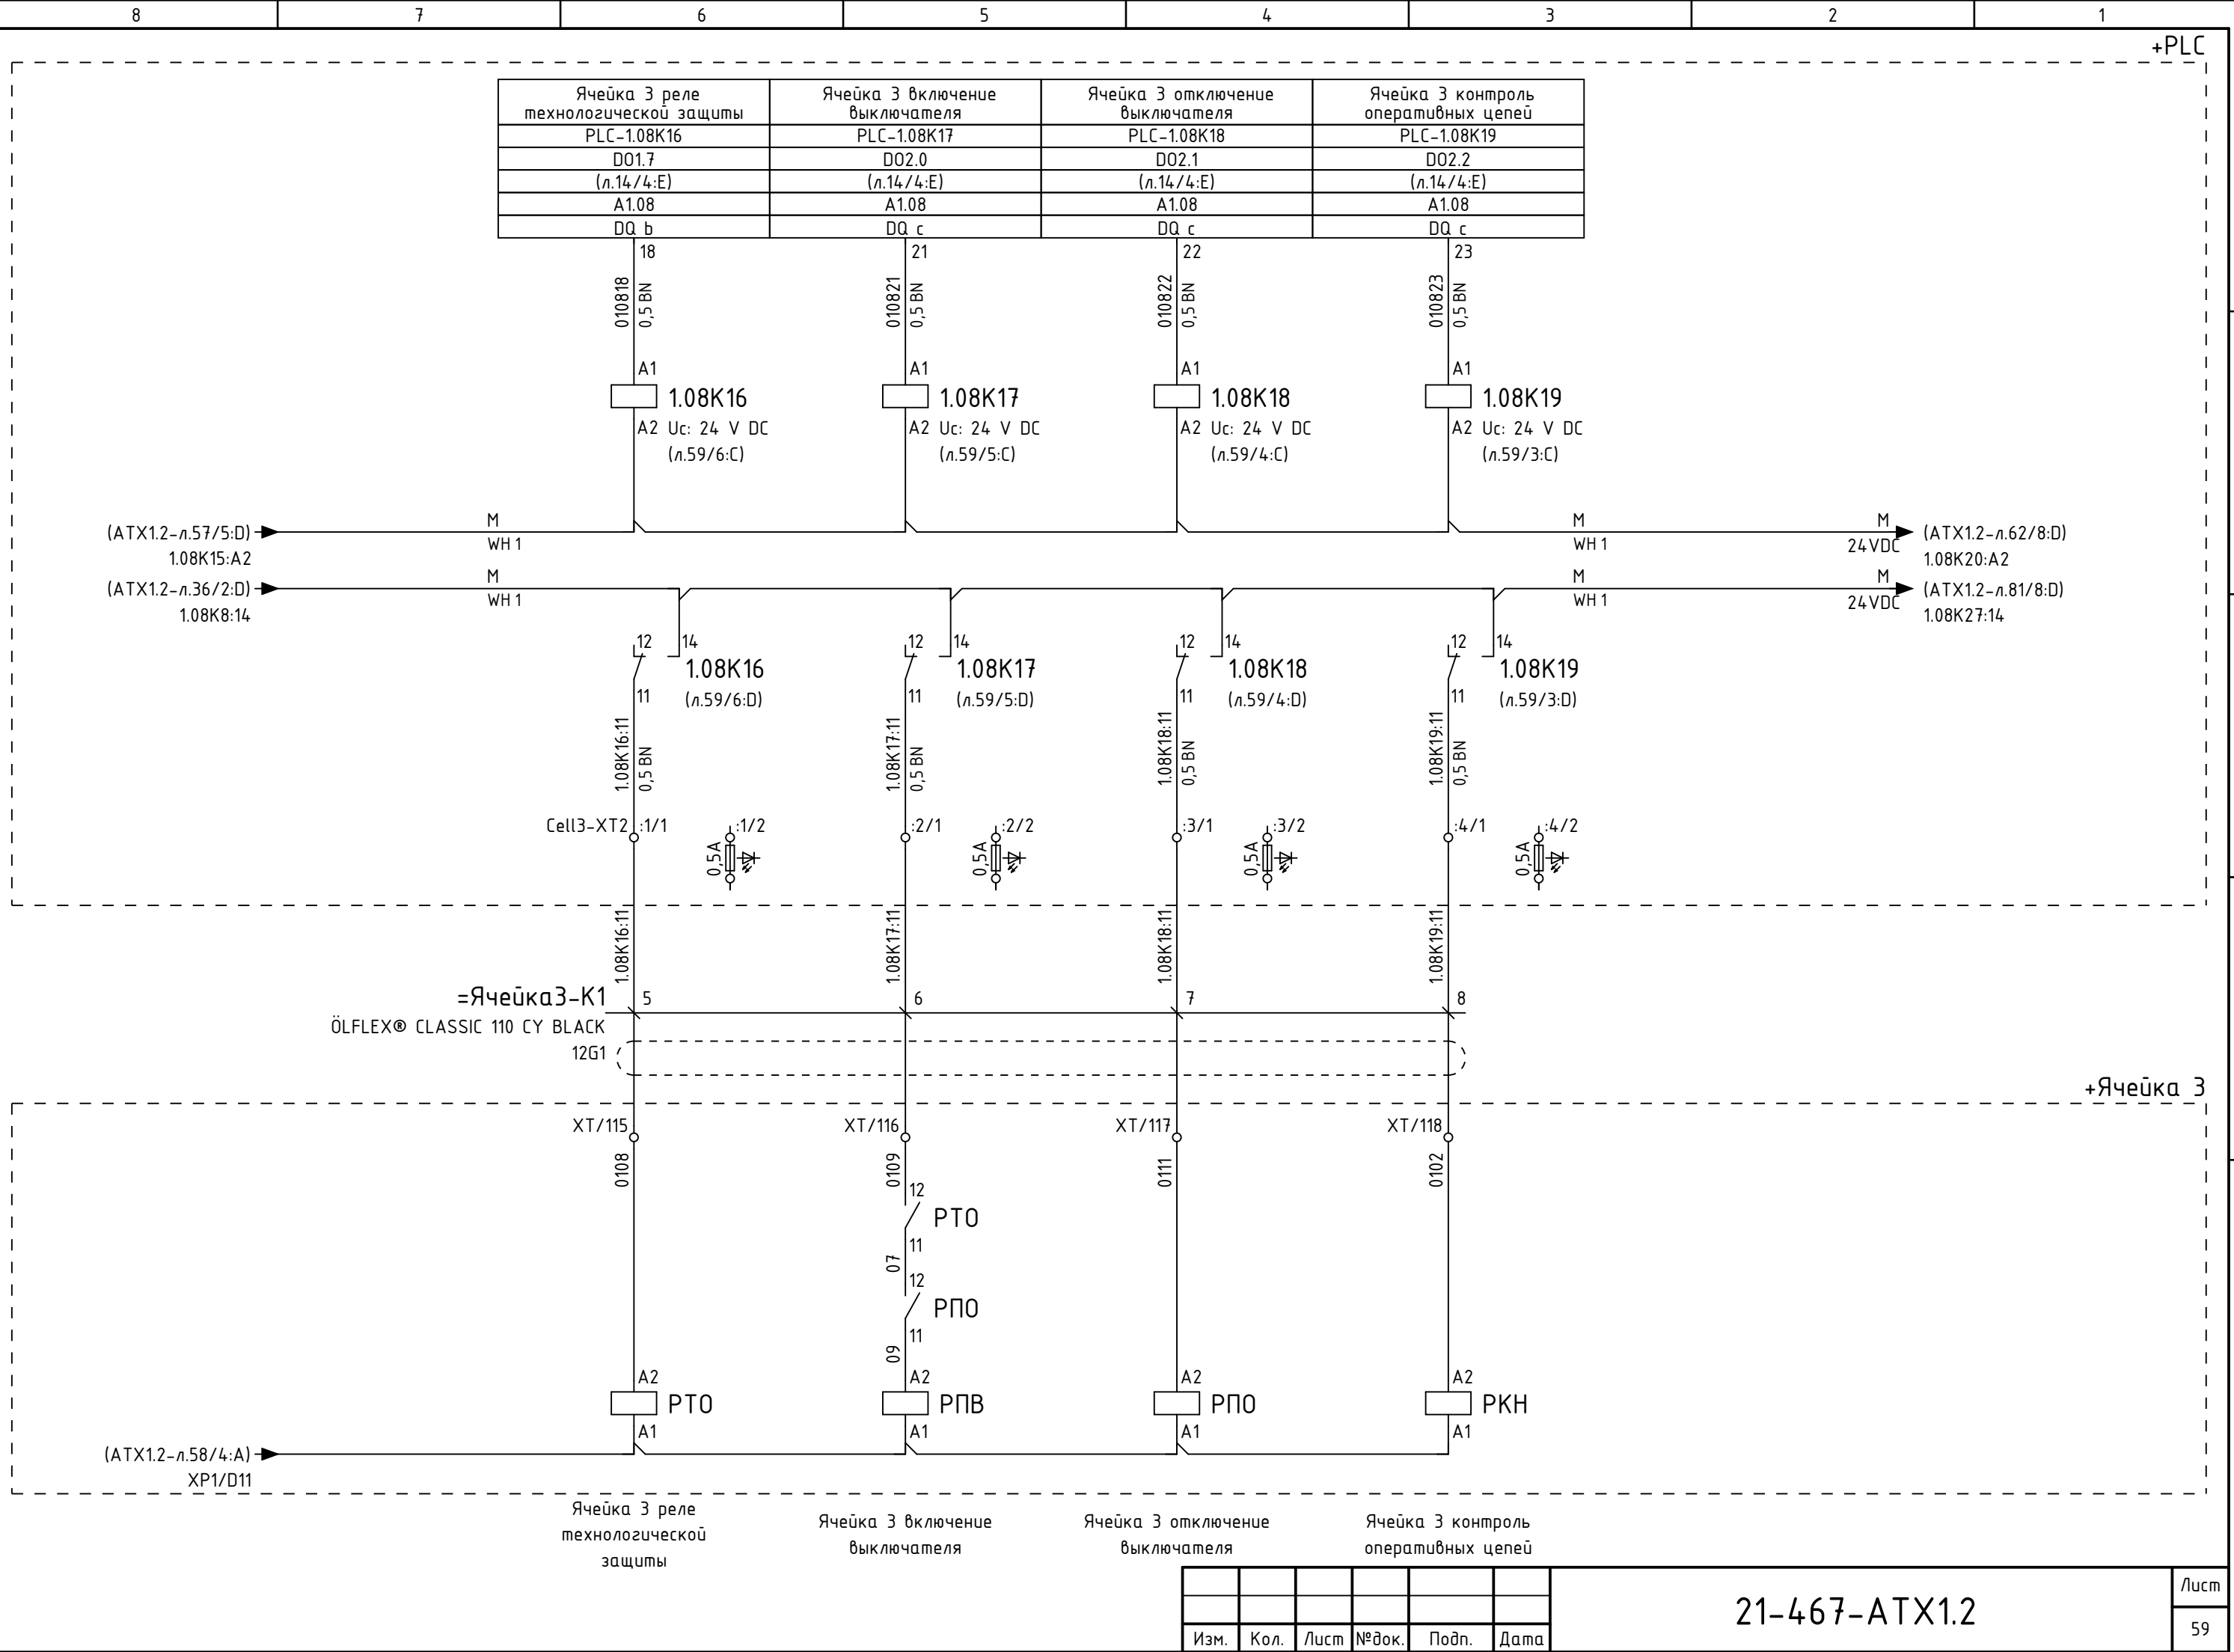 8 7 6 5 4 3 2 1
+PLC
Ячейка 3 реле
технологической защиты
Ячейка 3 включение
выключателя
Ячейка 3 отключение
выключателя
Ячейка 3 контроль
оперативных цепей
PLC-1.08K16 PLC-1.08K17 PLC-1.08K18 PLC-1.08K19
DO1.7 DO2.0 DO2.1 DO2.2
(л.14/4:E) (л.14/4:E) (л.14/4:E) (л.14/4:E)
A1.08 A1.08 A1.08 A1.08
DQ b DQ c DQ c DQ c
18 21 22 23
010818 0,5 BN 010821 0,5 BN 010822 0,5 BN 010823 0,5 BN
A1 A1 A1 A1
1.08K16 1.08K17 1.08K18 1.08K19
A2 Uc: 24 V DC A2 Uc: 24 V DC A2 Uc: 24 V DC A2 Uc: 24 V DC
(л.59/6:C) (л.59/5:C) (л.59/4:C) (л.59/3:C)
M M M
(ATX1.2-л.57/5:D) (ATX1.2-л.62/8:D)
WH 1 WH 1 24VDC
1.08K15:A2 1.08K20:A2
M M M
(ATX1.2-л.36/2:D) (ATX1.2-л.81/8:D)
WH 1 WH 1 24VDC
1.08K8:14 1.08K27:14
12 14 12 14 12 14 12 14
1.08K16 1.08K17 1.08K18 1.08K19
11 (л.59/6:D) 11 (л.59/5:D) 11 (л.59/4:D) 11 (л.59/3:D)
1.08K16:11 0,5 BN 1.08K17:11 0,5 BN 1.08K18:11 0,5 BN 1.08K19:11 0,5 BN
Cell3-XT2 :1/1 :1/2 :2/1 :2/2 :3/1 :3/2 :4/1 :4/2
0,5A 0,5A 0,5A 0,5A
1.08K16:11 1.08K17:11 1.08K18:11 1.08K19:11
=Ячейка3-K1 5 6 7 8
ÖLFLEX® CLASSIC 110 CY BLACK
12G1
+Ячейка 3
XT/115 XT/116 XT/117 XT/118
0108 0109 0111 0102
12
РТО
11
07
12
РПО
11
09
A2 A2 A2 A2
РТО РПВ РПО РКН
A1 A1 A1 A1
(ATX1.2-л.58/4:A)
XP1/D11
Ячейка 3 реле
технологической
защиты
Ячейка 3 включение
выключателя
Ячейка 3 отключение
выключателя
Ячейка 3 контроль
оперативных цепей
Изм. Кол. Лист №док. Подп. Дата
21-467-ATX1.2
Лист
59